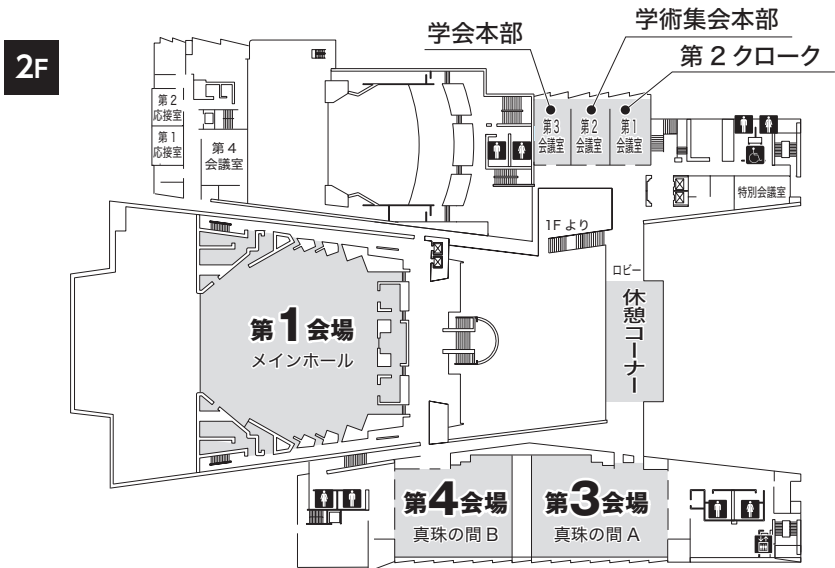 2F
学会本部
学術集会本部
第 2 クローク
第 2
応接室
第 1
応接室
第 4
会議室
第 3
会議室
第 2
会議室
第 1
会議室
特別会議室
1F より
ロビー
休憩コーナー
第1会場
メインホール
第4会場
真珠の間 B
第3会場
真珠の間 A